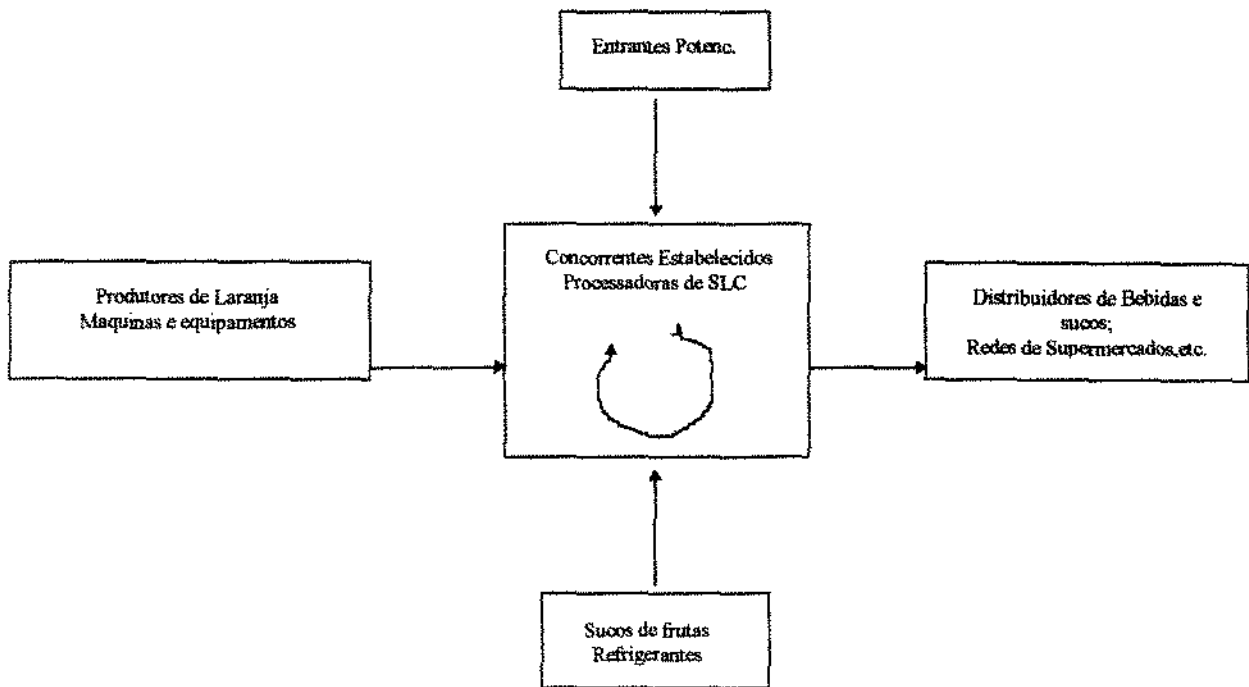 Entrantes Potenc.
Concorrentes Estabelecidos
Processadoras de SLC
Produtores de Laranja
Maquinas e equipamentos
Distribuidores de Bebidas e
sucos;
Redes de Supermercados,etc.
Sucos de frutas
Refrigerantes